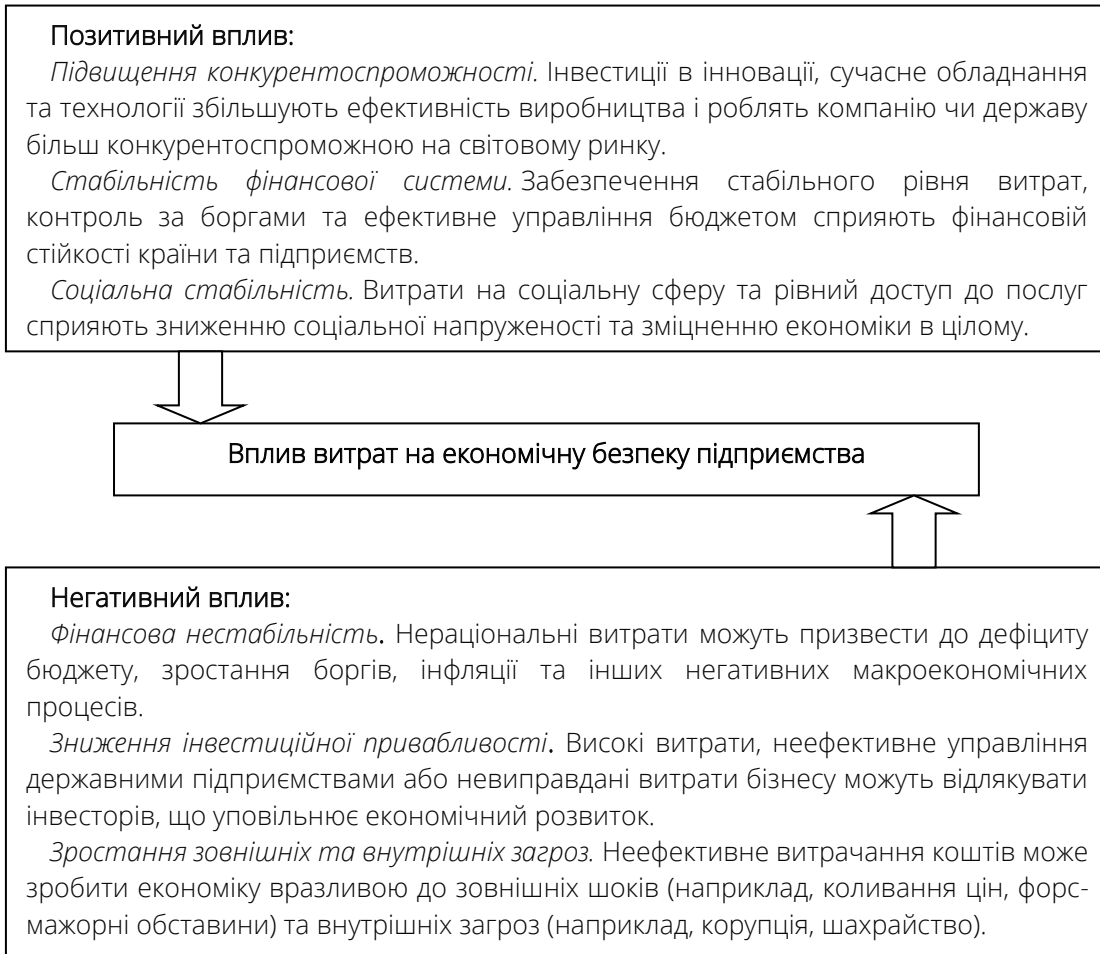 Позитивний вплив:
Підвищення конкурентоспроможності. Інвестиції в інновації, сучасне обладнання
та технології збільшують ефективність виробництва і роблять компанію чи державу
більш конкурентоспроможною на світовому ринку.
Стабільність фінансової системи. Забезпечення стабільного рівня витрат,
контроль за боргами та ефективне управління бюджетом сприяють фінансовій
стійкості країни та підприємств.
Соціальна стабільність. Витрати на соціальну сферу та рівний доступ до послуг
сприяють зниженню соціальної напруженості та зміцненню економіки в цілому.
Вплив витрат на економічну безпеку підприємства
Негативний вплив:
Фінансова нестабільність. Нераціональні витрати можуть призвести до дефіциту
бюджету, зростання боргів, інфляції та інших негативних макроекономічних
процесів.
Зниження інвестиційної привабливості. Високі витрати, неефективне управління
державними підприємствами або невиправдані витрати бізнесу можуть відлякувати
інвесторів, що уповільнює економічний розвиток.
Зростання зовнішніх та внутрішніх загроз. Неефективне витрачання коштів може
зробити економіку вразливою до зовнішніх шоків (наприклад, коливання цін, форс-
мажорні обставини) та внутрішніх загроз (наприклад, корупція, шахрайство).